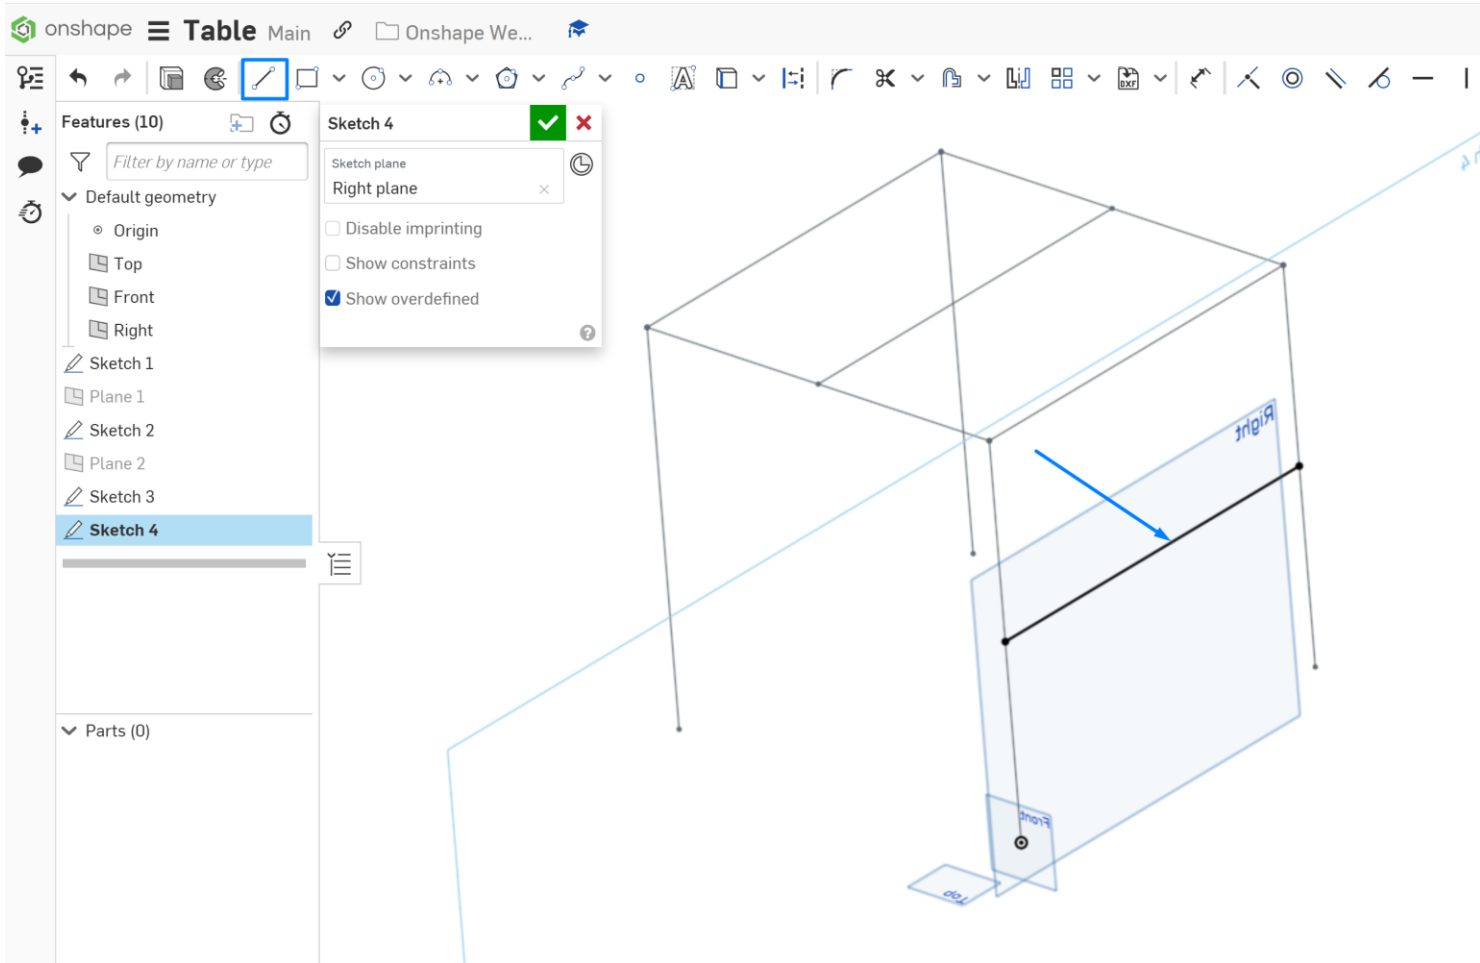 onshape Table Main Onshape We...
DXF
Features (10)
Filter by name or type
Default geometry
Origin
Top
Front
Right
Sketch 1
Plane 1
Sketch 2
Plane 2
Sketch 3
Sketch 4
Parts (0)
Sketch 4
Sketch plane
Right plane
Disable imprinting
Show constraints
Show overdefined
Right
Front
Top